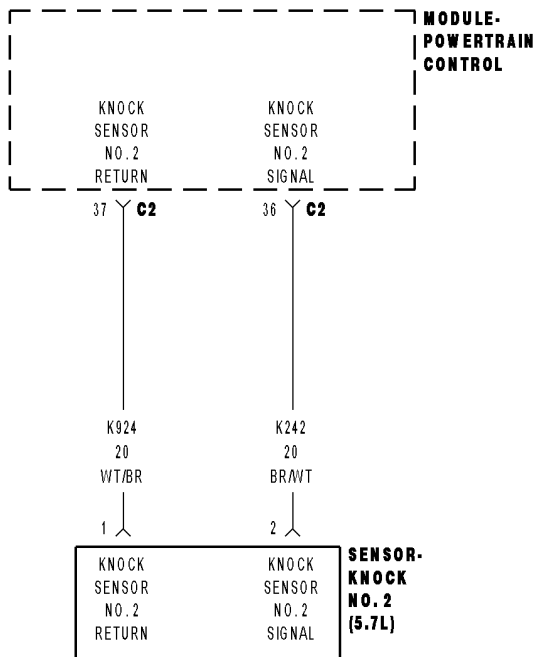 MODULE-
POWERTRAIN
CONTROL
KNOCK
SENSOR
NO.2
RETURN
KNOCK
SENSOR
NO.2
SIGNAL
37 C2
36 C2
K924
20
WT/BR
K242
20
BR/WT
1
2
SENSOR-
KNOCK
NO.2
(5.7L)
KNOCK
SENSOR
NO.2
RETURN
KNOCK
SENSOR
NO.2
SIGNAL